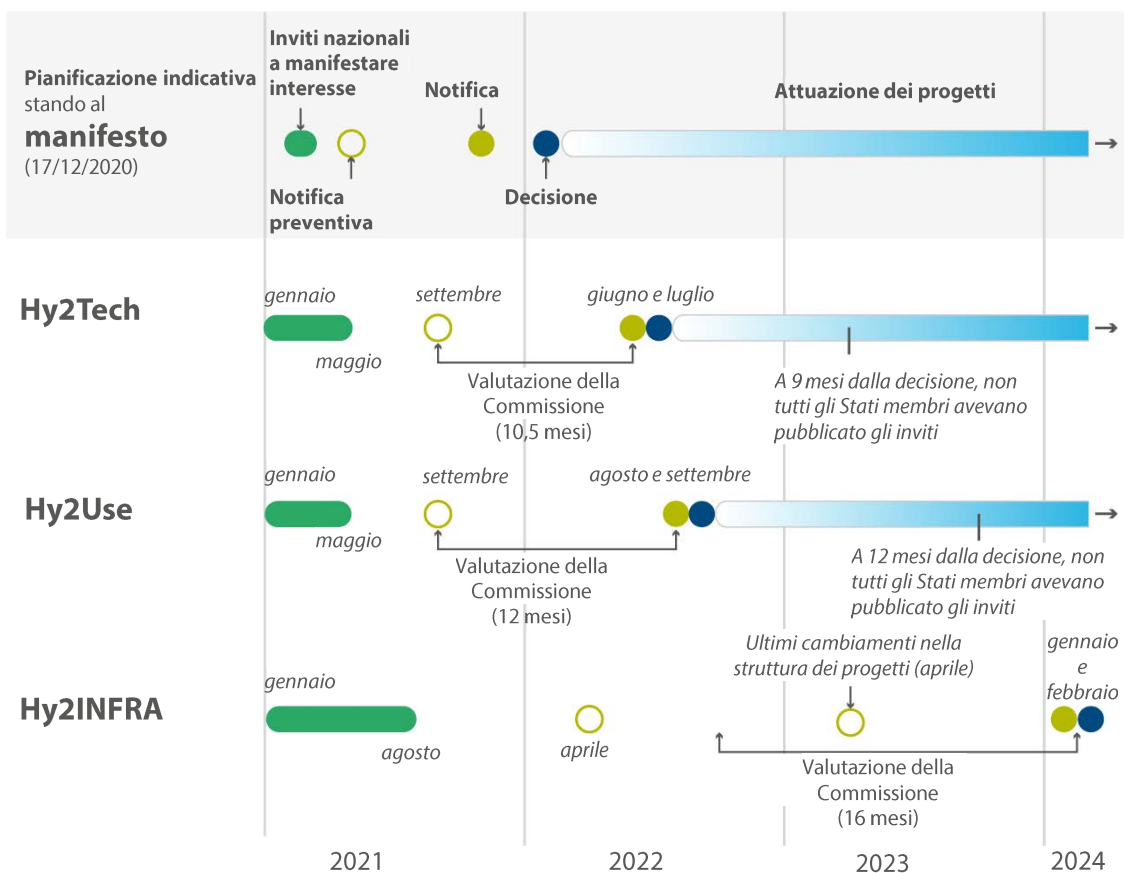 Pianificazione indicativa
stando al
manifesto
(17/12/2020)
Inviti nazionali
a manifestare
interesse
Notifica
preventiva
Notifica
Decisione
Attuazione dei progetti
Hy2Tech
gennaio
maggio
settembre
giugno e luglio
Valutazione della
Commissione
(10,5 mesi)
A 9 mesi dalla decisione, non
tutti gli Stati membri avevano
pubblicato gli inviti
Hy2Use
gennaio
maggio
settembre
agosto e settembre
Valutazione della
Commissione
(12 mesi)
A 12 mesi dalla decisione, non
tutti gli Stati membri avevano
pubblicato gli inviti
Hy2INFRA
gennaio
agosto
aprile
Ultimi cambiamenti nella
struttura dei progetti (aprile)
gennaio
e
febbraio
Valutazione della
Commissione
(16 mesi)
2021
2022
2023
2024